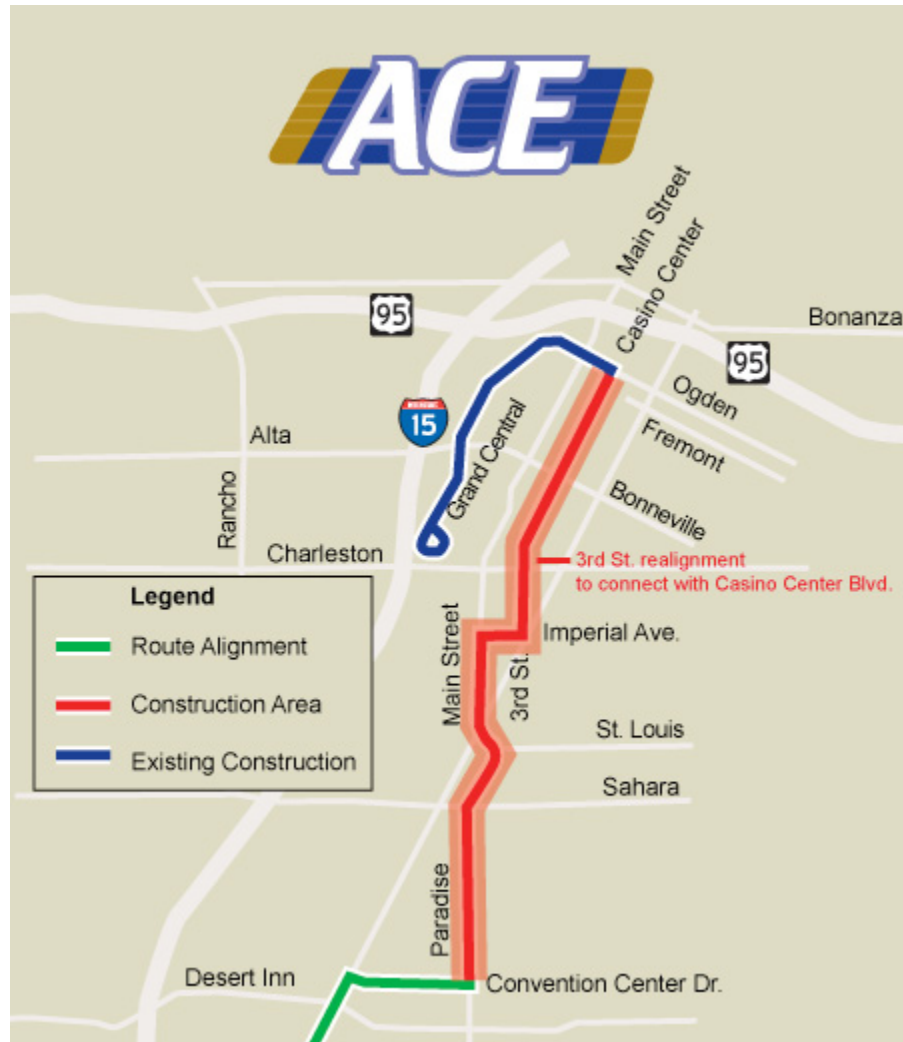 ACE
Main Street
Casino Center
95
Bonanza
95
Ogden
15
Alta
Grand Central
Fremont
Rancho
Bonneville
Charleston
3rd St. realignment
to connect with Casino Center Blvd.
Legend
Route Alignment
Construction Area
Existing Construction
Main Street
3rd St.
Imperial Ave.
St. Louis
Sahara
Paradise
Desert Inn
Convention Center Dr.